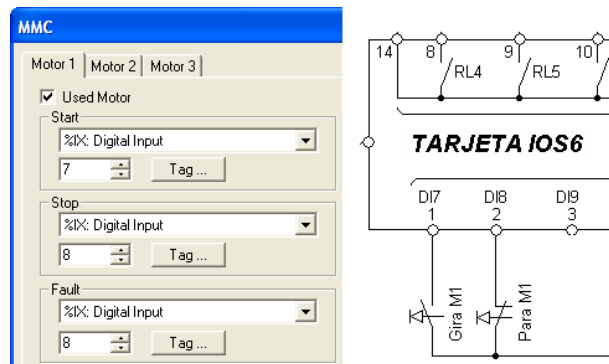 MMC
Motor 1 Motor 2 Motor 3
Used Motor
Start
%IX: Digital Input
7 Tag ...
Stop
%IX: Digital Input
8 Tag ...
Fault
%IX: Digital Input
8 Tag ...
14 8 9 10
RL4 RL5
TARJETA IOS6
DI7 DI8 DI9
1 2 3
Gira M1
Para M1